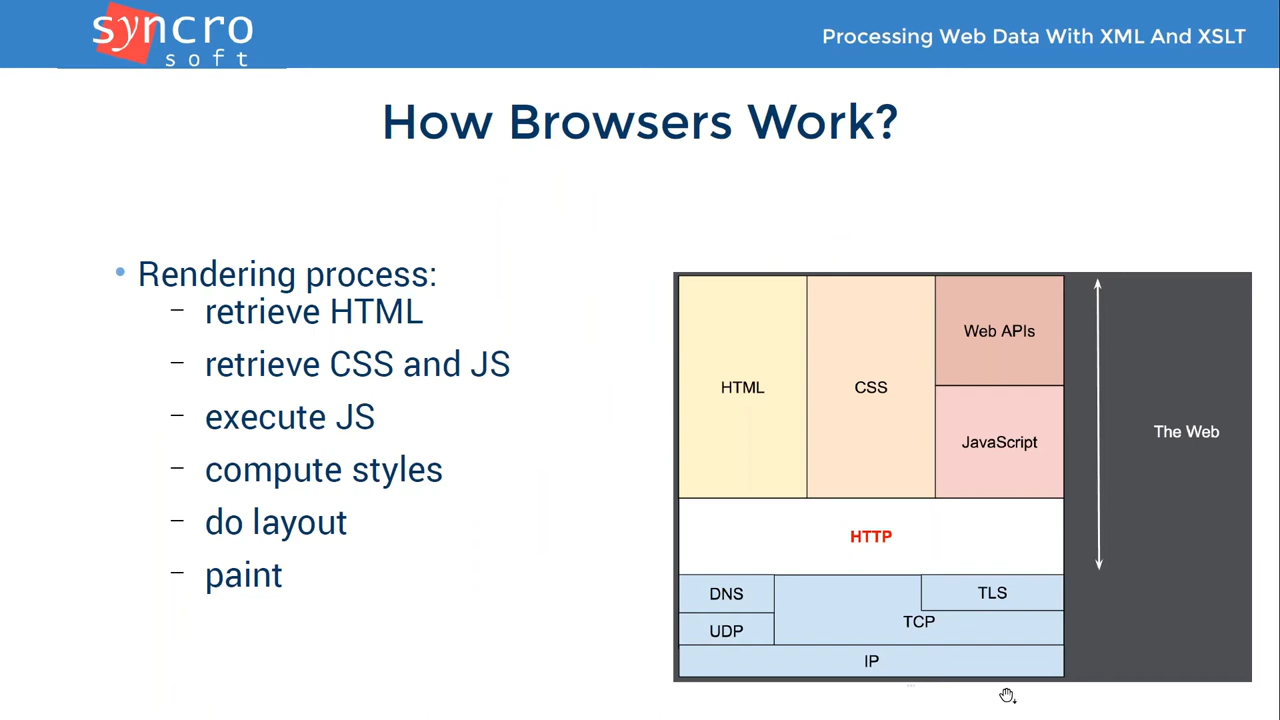 syncro
soft
Processing Web Data With XML And XSLT
How Browsers Work?
• Rendering process:
– retrieve HTML
– retrieve CSS and JS
– execute JS
– compute styles
– do layout
– paint
HTML
CSS
Web APIs
JavaScript
The Web
HTTP
DNS
TLS
UDP
TCP
IP